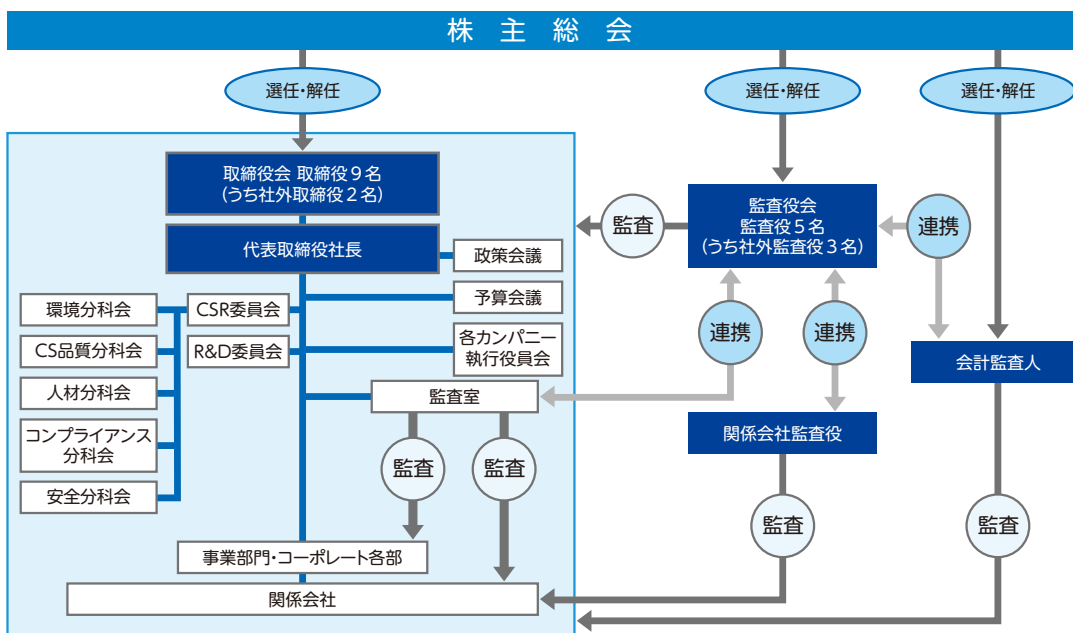 株主総会
選任・解任
選任・解任
選任・解任
取締役会 取締役9名
(うち社外取締役2名)
代表取締役社長
政策会議
予算会議
各カンパニー
執行役員会
CSR委員会
R&D委員会
環境分科会
CS品質分科会
人材分科会
コンプライアンス
分科会
安全分科会
監査室
監査
監査
事業部門・コーポレート各部
関係会社
監査
監査役会
監査役5名
(うち社外監査役3名)
連携
連携
連携
会計監査人
関係会社監査役
監査
監査